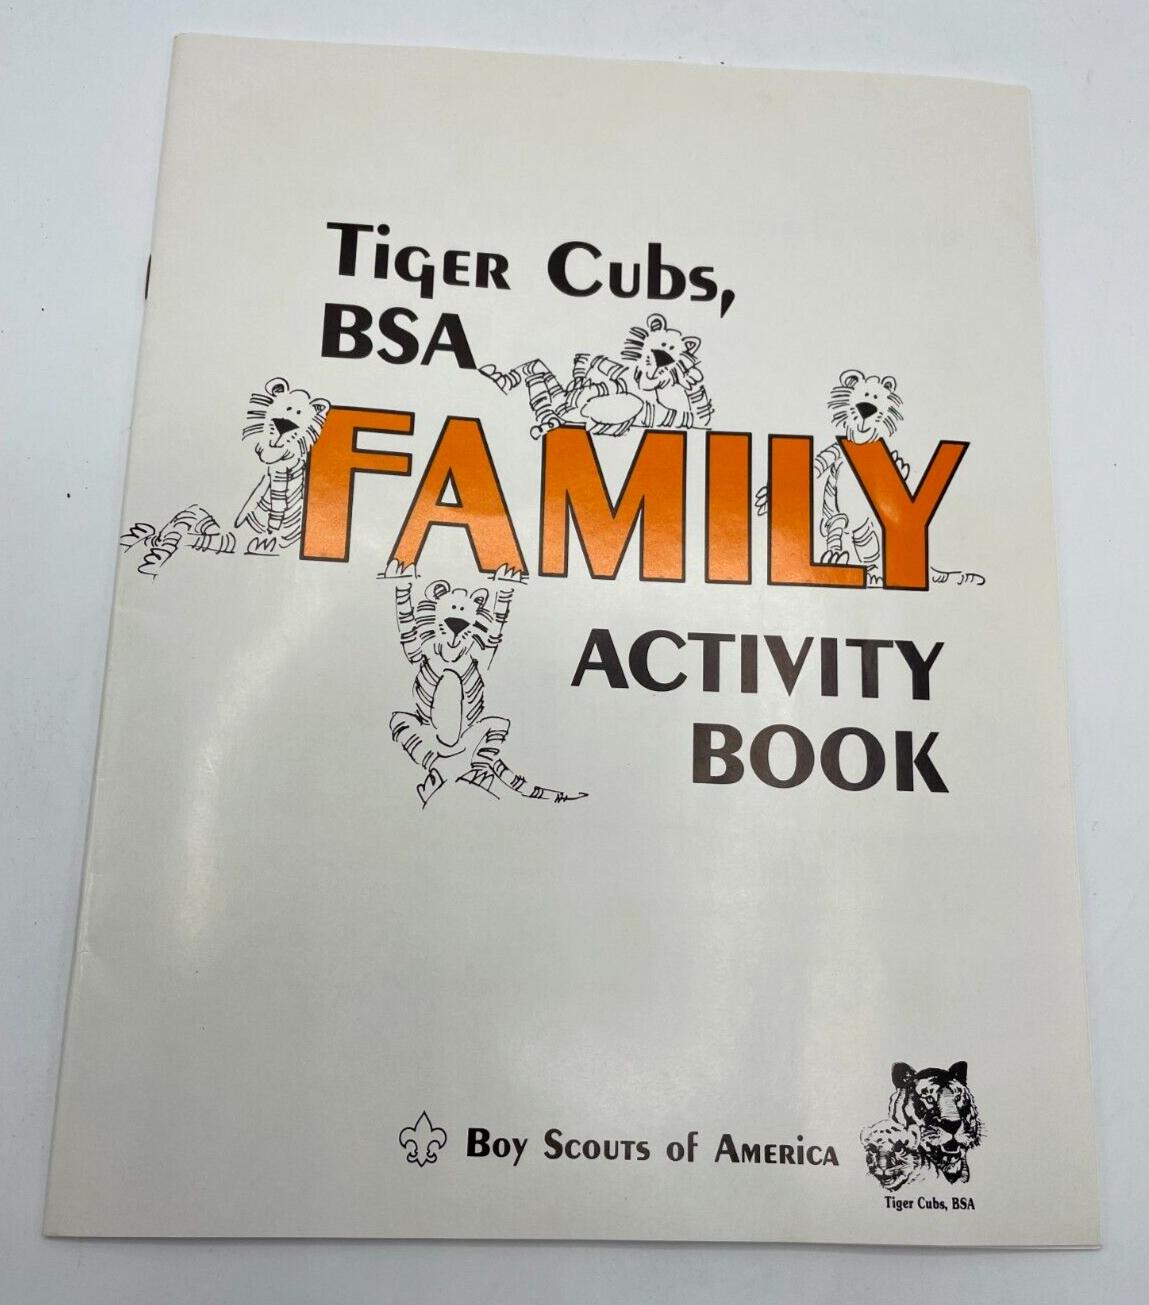 Tiger Cubs,
BSA
FAMILY
ACTIVITY
BOOK
Boy Scouts of America
Tiger Cubs, BSA